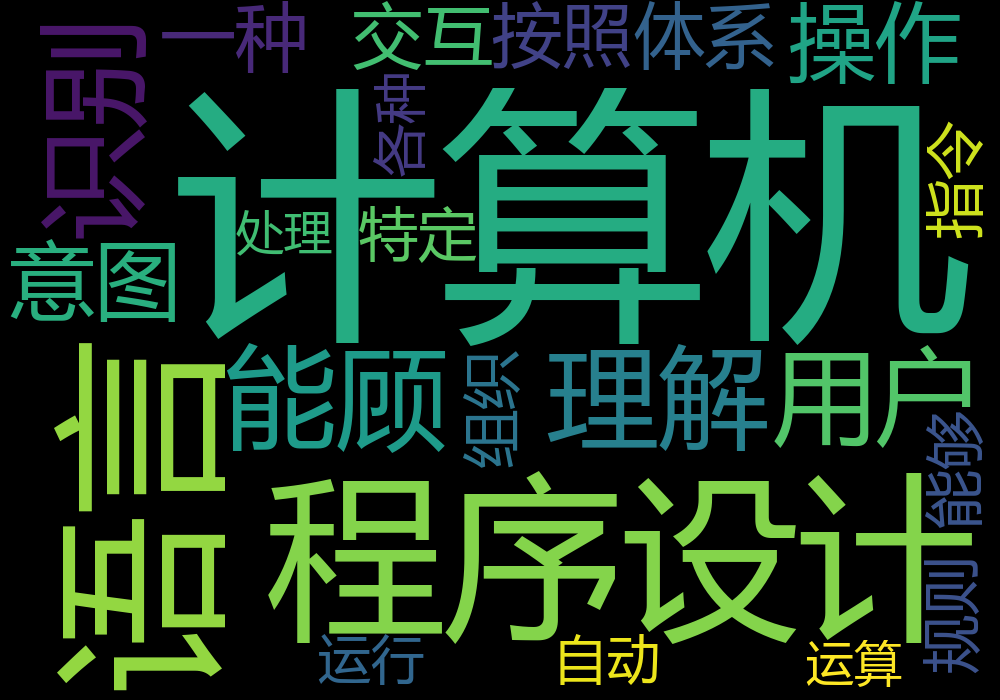 一种
交互
按照
体系
操作
识别
各种
计算机
指令
处理
特定
意图
语言
能顾
组织
理解
用户
能够
程序设计
规则
运行
自动
运算